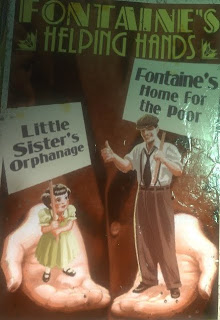 FONTAINE'S
HELPING HANDS
Fontaine's
Home For
the Poor
Little
Sister's
Orphanage